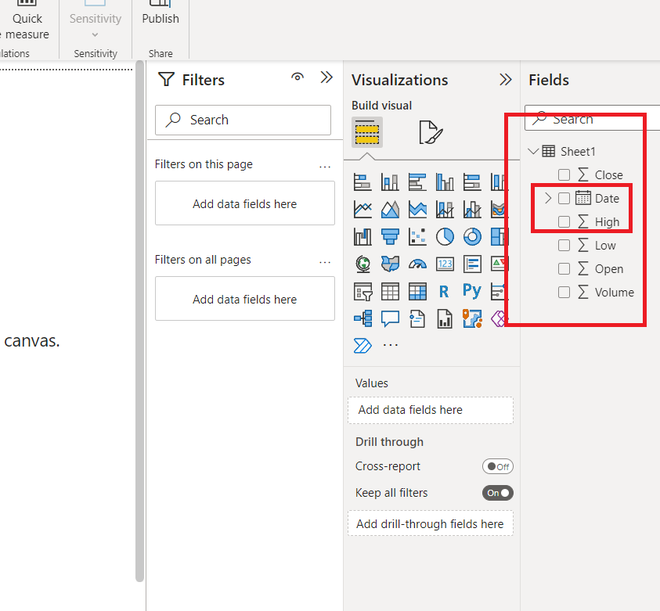 Quick
measure
Sensitivity
Publish
lations
Sensitivity
Share
canvas.
Filters
Search
Filters on this page
...
Add data fields here
Filters on all pages
...
Add data fields here
Visualizations
Build visual
123
R
Py
...
Values
Add data fields here
Drill through
Cross-report
Off
Keep all filters
On
Add drill-through fields here
Fields
Search
Sheet1
Close
Date
High
Low
Open
Volume